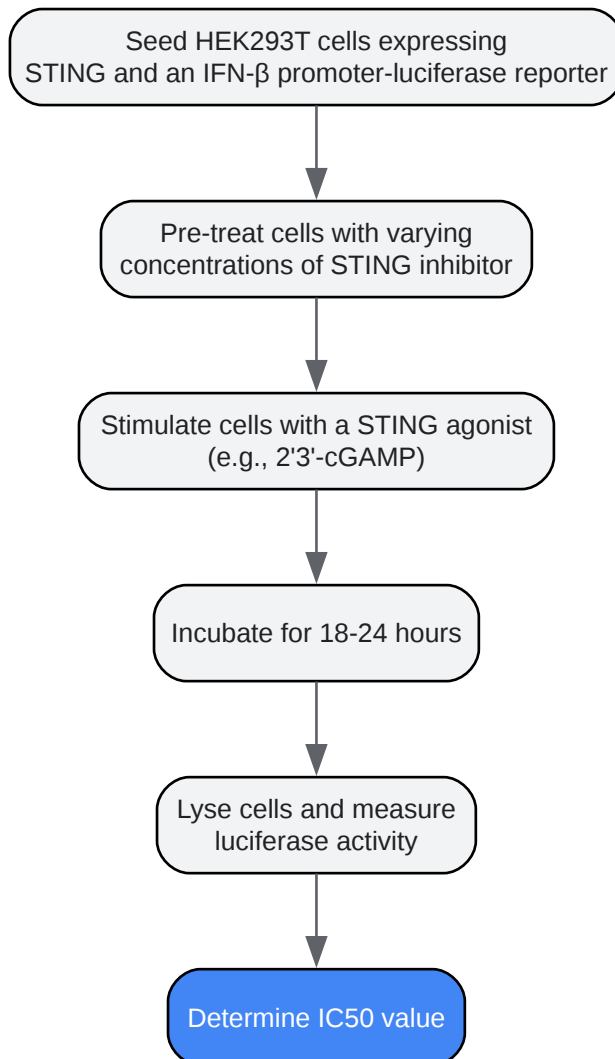 Seed HEK293T cells expressing
STING and an IFN-β promoter-luciferase reporter
Pre-treat cells with varying
concentrations of STING inhibitor
Stimulate cells with a STING agonist
(e.g., 2'3'-cGAMP)
Incubate for 18-24 hours
Lyse cells and measure
luciferase activity
Determine IC50 value